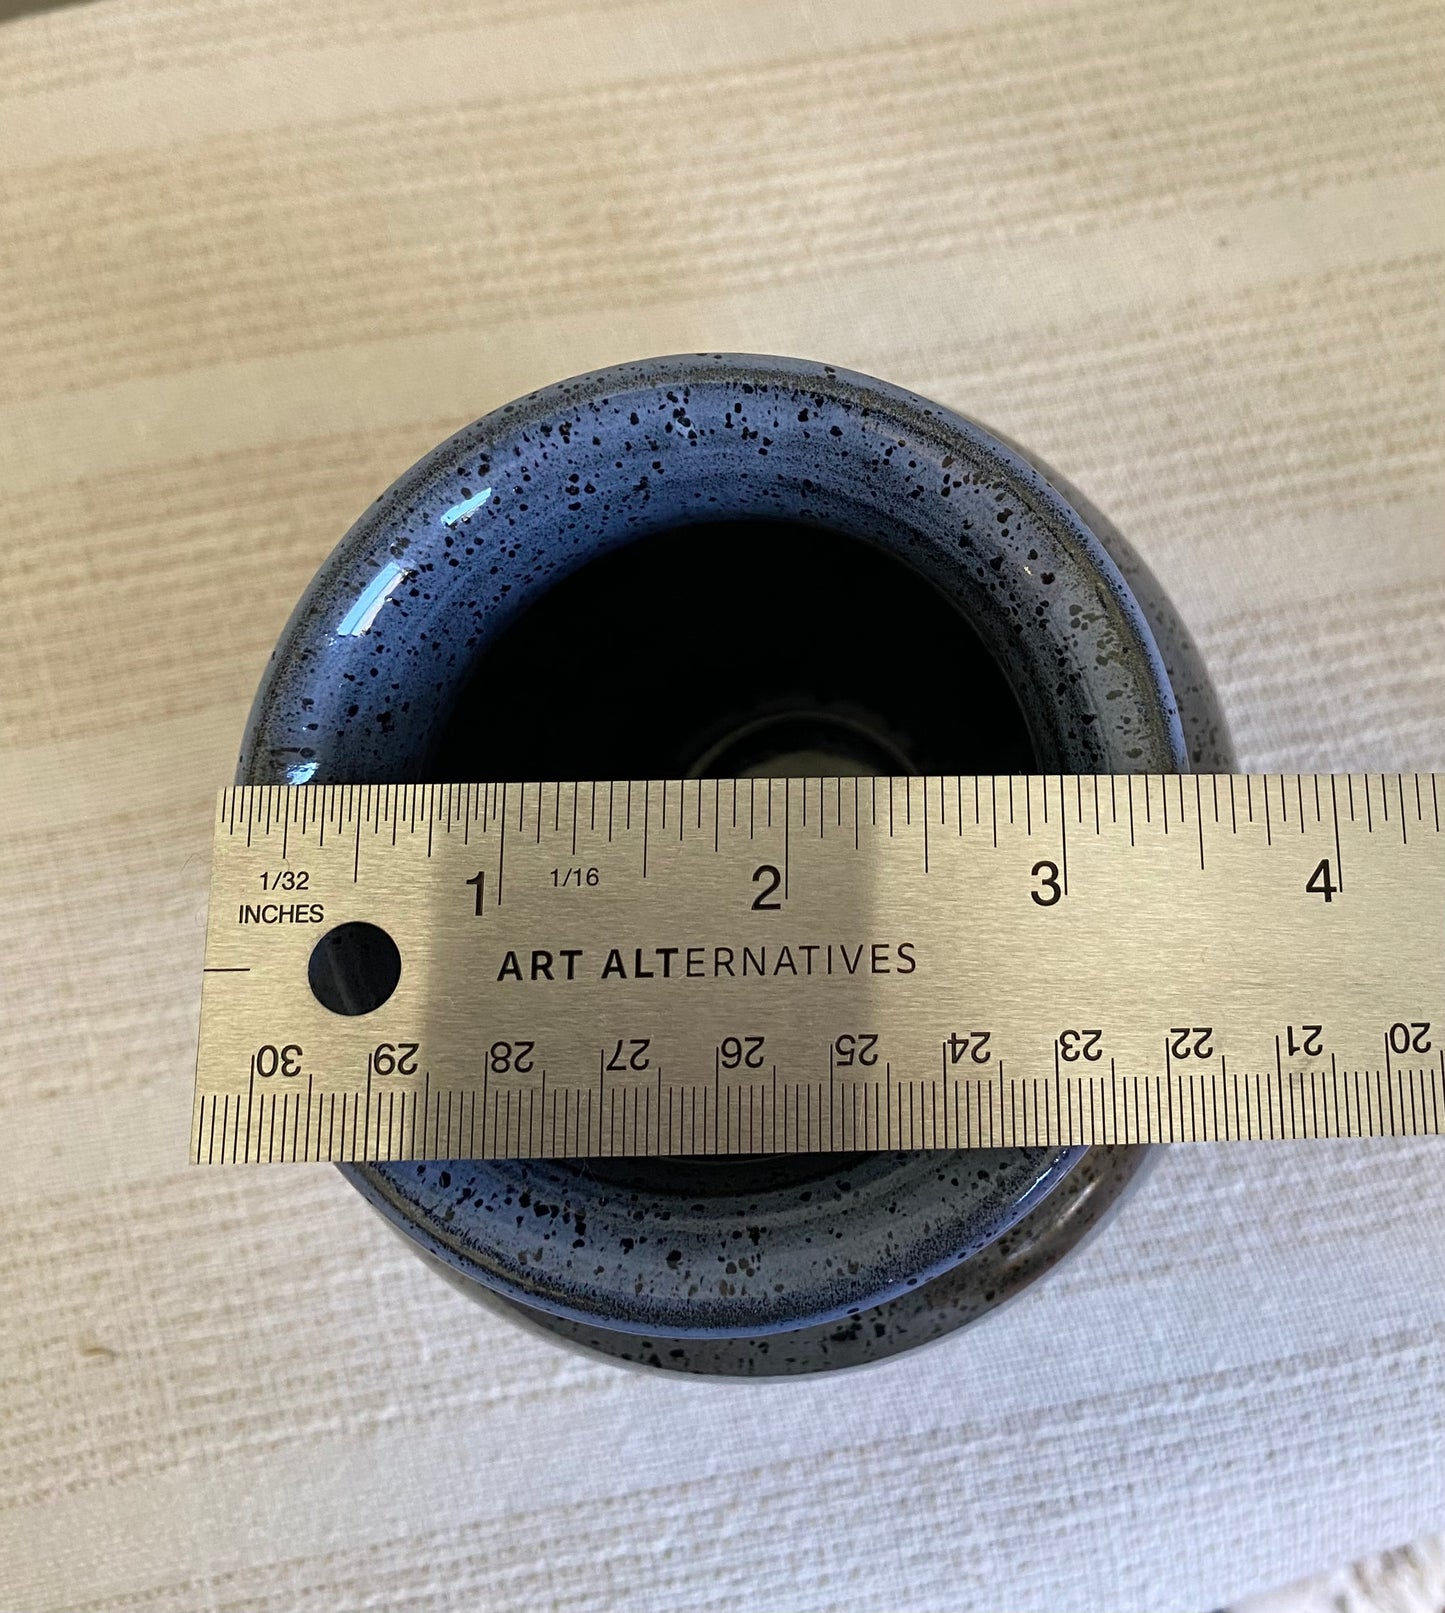 1 2 3 4
1/32 1/16
INCHES
ART ALTERNATIVES
30 29 28 27 26 25 24 23 22 21 20